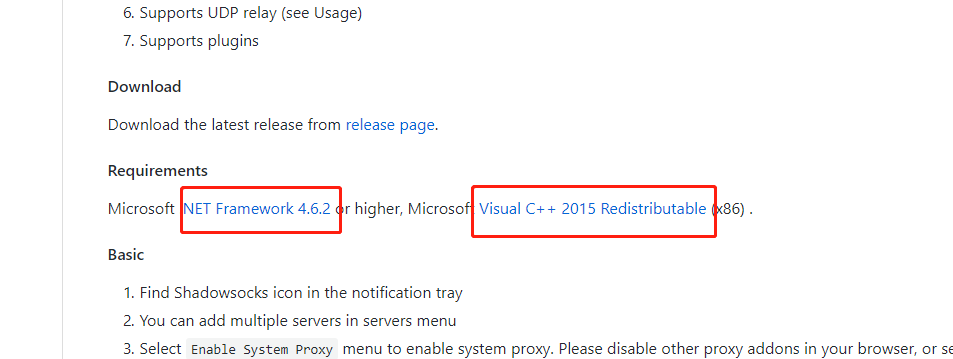 6. Supports UDP relay (see Usage)
7. Supports plugins
Download
Download the latest release from release page.
Requirements
Microsoft .NET Framework 4.6.2 or higher, Microsoft Visual C++ 2015 Redistributable (x86) .
Basic
1. Find Shadowsocks icon in the notification tray
2. You can add multiple servers in servers menu
3. Select Enable System Proxy menu to enable system proxy. Please disable other proxy addons in your browser, or se